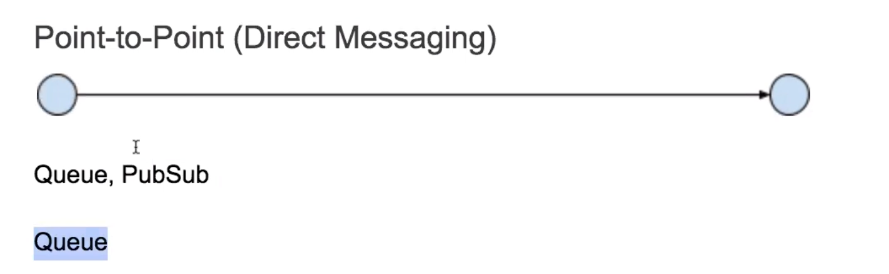 Point-to-Point (Direct Messaging)
Queue, PubSub
Queue